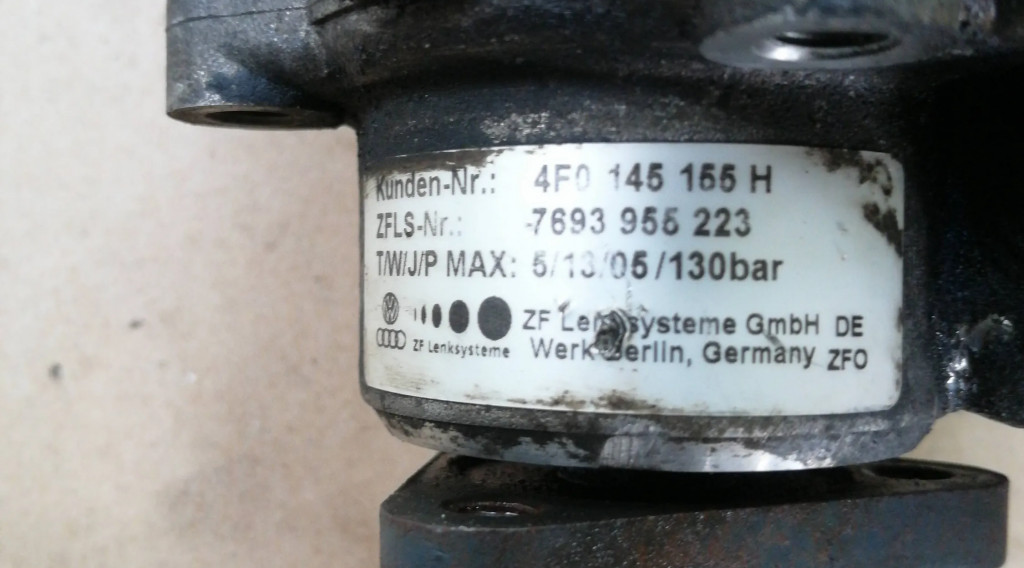 Kunden-Nr.: 4F0 145 155 H
ZFLS-Nr.: 7693 955 223
T/W/J/P MAX: 5/13/05/130bar
ZF Lenksysteme GmbH DE
ZF Lenksysteme
Werk Berlin, Germany ZFO